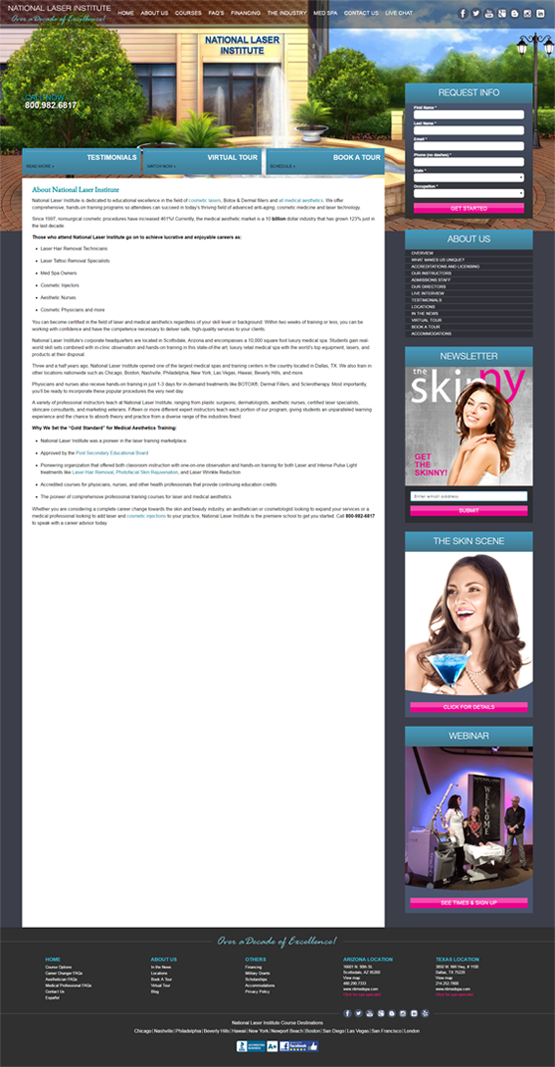 NATIONAL LASER INSTITUTE
Over a Decade of Excellence!
HOME ABOUT US COURSES FAQ'S FINANCING THE INDUSTRY MED SPA CONTACT US LIVE CHAT
NATIONAL LASER
INSTITUTE
CALL NOW
800.982.6817
TESTIMONIALS
READ MORE »
VIRTUAL TOUR
WATCH NOW »
BOOK A TOUR
SCHEDULE »
REQUEST INFO
First Name *
Last Name *
Email *
Phone (no dashes) *
State *
Occupation *
GET STARTED
About National Laser Institute
National Laser Institute is dedicated to educational excellence in the field of cosmetic lasers, Botox & Dermal fillers and all medical aesthetics. We offer
comprehensive, hands-on training programs so attendees can succeed in today's thriving field of advanced anti-aging, cosmetic medicine and laser technology.
Since 1997, nonsurgical cosmetic procedures have increased Currently, the medical aesthetic market is a 10 billion dollar industry that has grown 123% just in
the last decade.
Those who attend National Laser Institute go on to achieve lucrative and enjoyable careers as:
Laser Hair Removal Technicians
Laser Tattoo Removal Specialists
Med Spa Owners
Cosmetic Injectors
Aesthetic Nurses
Cosmetic Physicians and more
You can become certified in the field of laser and medical aesthetics regardless of your skill level or background. Within two weeks of training or less, you can be
working with confidence and have the competence necessary to deliver safe, high-quality services to your clients.
National Laser Institute's corporate headquarters are located in Scottsdale, Arizona and encompasses a 10,000 square foot luxury medical spa. Students gain real-
world skill sets combined with in-clinic observation and hands-on training in this state-of-the art, luxury retail medical spa with the world's top equipment, lasers, and
products at their disposal.
Three and a half years ago, National Laser Institute opened one of the largest medical spas and training centers in the country located in Dallas, TX. We also train in
other locations nationwide such as Chicago, Boston, Nashville, Philadelphia, New York, Las Vegas, Hawaii, Beverly Hills, and more.
Physicians and nurses also receive hands-on training in just 1-3 days for in-demand treatments like BOTOX®, Dermal Fillers, and Sclerotherapy. Most importantly,
you'll be ready to incorporate these popular procedures the very next day.
A variety of professional instructors teach at National Laser Institute, ranging from plastic surgeons, dermatologists, aesthetic nurses, certified laser specialists,
skincare consultants, and marketing veterans. Fifteen or more different expert instructors teach each portion of our program, giving students an unparalleled learning
experience and the chance to absorb theory and practice from a diverse range of the industries finest.
Why We Set the "Gold Standard" for Medical Aesthetics Training:
National Laser Institute was a pioneer in the laser training marketplace.
Approved by the Post Secondary Educational Board
Pioneering organization that offered both classroom instruction with one-on-one observation and hands-on training for both Laser and Intense Pulse Light
treatments like Laser Hair Removal, Photofacial Skin Rejuvenation, and Laser Wrinkle Reduction
Accredited courses for physicians, nurses, and other health professionals that provide continuing education credits
The pioneer of comprehensive professional training courses for laser and medical aesthetics
Whether you are considering a complete career change towards the skin and beauty industry, an aesthetician or cosmetologist looking to expand your services or a
medical professional looking to add laser and cosmetic injections to your practice, National Laser Institute is the premiere school to get you started. Call 800-982-6817
to speak with a career advisor today.
ABOUT US
OVERVIEW
WHAT MAKES US UNIQUE?
ACCREDITATIONS AND LICENSING
OUR INSTRUCTORS
ADMISSIONS STAFF
OUR DIRECTORS
LIVE INTERVIEW
TESTIMONIALS
LOCATIONS
IN THE NEWS
VIRTUAL TOUR
BOOK A TOUR
ACCOMMODATIONS
NEWSLETTER
the
skinny
GET
THE
SKINNY!
Enter email address
SUBMIT
THE SKIN SCENE
CLICK FOR DETAILS
WEBINAR
WELCOME
SEE TIMES & SIGN UP
Over a Decade of Excellence!
HOME
Course Options
Career Changer FAQs
Aesthetician FAQs
Medical Professional FAQs
Contact Us
Español
ABOUT US
In the News
Locations
Book A Tour
Virtual Tour
Blog
OTHERS
Financing
Military Grants
Scholarships
Accommodations
Privacy Policy
ARIZONA LOCATION
Scottsdale, AZ 85260
View map
480.290.7333
www.nlimedspa.com
TEXAS LOCATION
Dallas, TX 75225
View map
www.nlimedspa.com
National Laser Institute Course Destinations
Chicago | Nashville | Philadelphia | Beverly Hills | Hawaii | New York | Newport Beach | Boston | San Diego | Las Vegas | San Francisco | London
A+
facebook